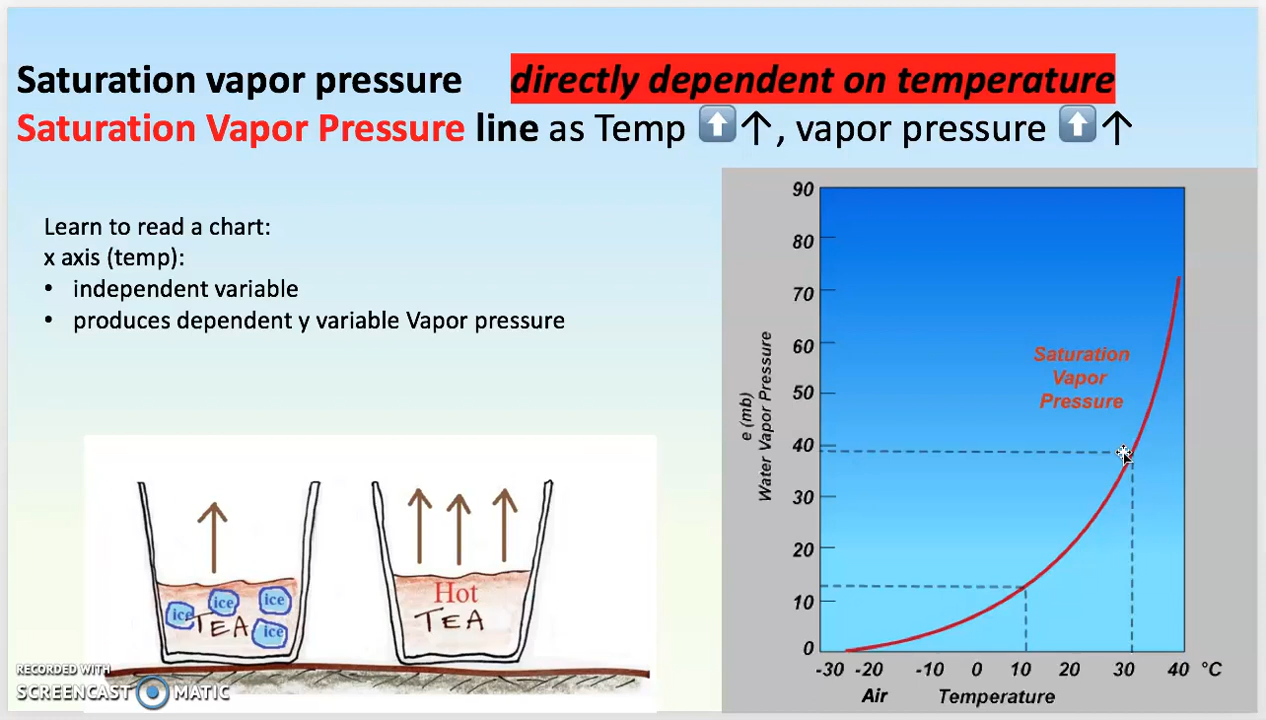 Saturation vapor pressure directly dependent on temperature
Saturation Vapor Pressure line as Temp ⬆️↑, vapor pressure ⬆️↑
Learn to read a chart:
x axis (temp):
• independent variable
• produces dependent y variable Vapor pressure
ice
ice
ice
ice
TEA
Hot
TEA
RECORDED WITH
SCREENCAST MATIC
90
80
70
60
50
40
30
20
10
0
e (mb)
Water Vapor Pressure
Saturation
Vapor
Pressure
-30 -20 -10 0 10 20 30 40 °C
Air Temperature